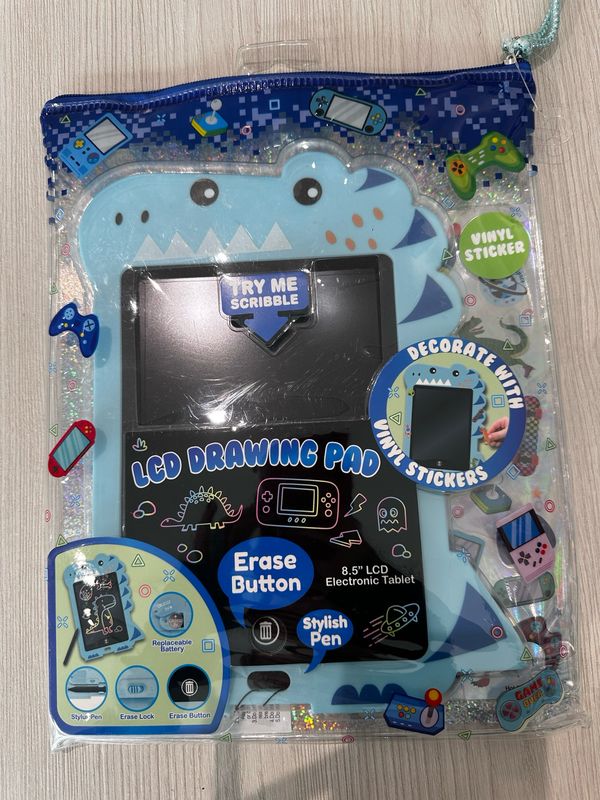 VINYL
STICKER
TRY ME
SCRIBBLE
DECORATE WITH
VINYL STICKERS
LCD DRAWING PAD
Erase
Button
8.5" LCD
Electronic Tablet
Stylish
Pen
Replaceable
Battery
Stylus Pen
Erase Lock
Erase Button
GAME
OVER